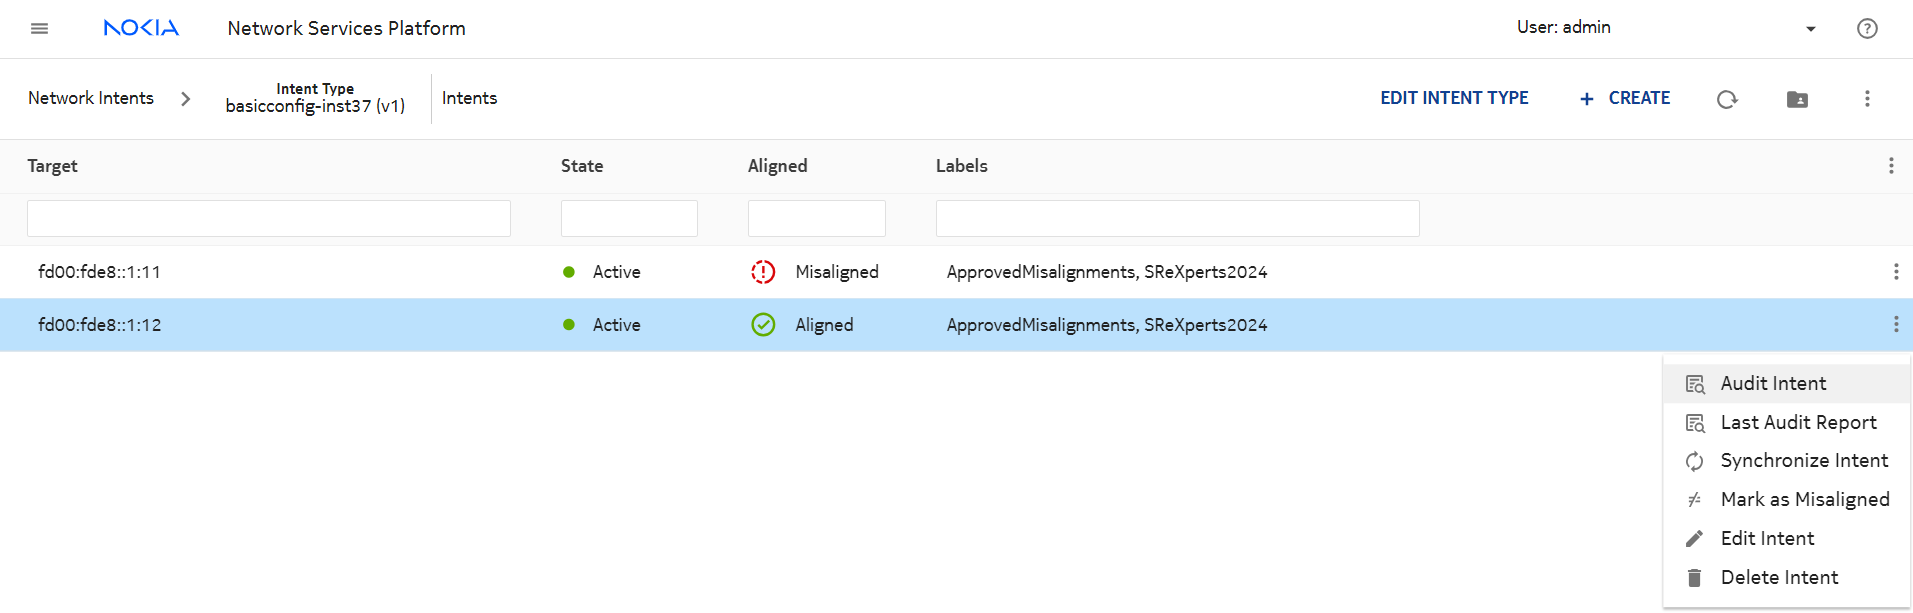 NOKIA Network Services Platform User: admin
Network Intents Intent Type Intents EDIT INTENT TYPE + CREATE
basicconfig-inst37 (v1)
Target State Aligned Labels
fd00:fde8::1:11 Active Misaligned ApprovedMisalignments, SReXperts2024
fd00:fde8::1:12 Active Aligned ApprovedMisalignments, SReXperts2024
Audit Intent
Last Audit Report
Synchronize Intent
Mark as Misaligned
Edit Intent
Delete Intent